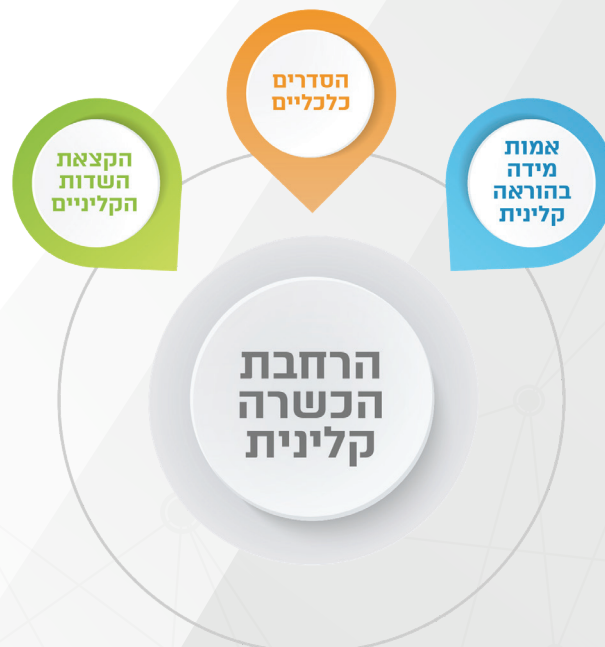 הסדרים
כלכליים
אמות
מידה
בהוראה
קלינית
הקצאת
השדות
הקליניים
הרחבת
הכשרה
קלינית